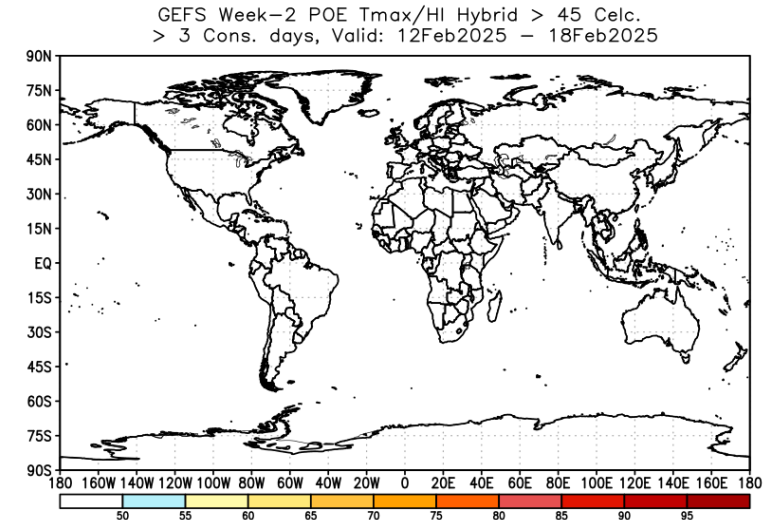 GEFS Week-2 POE Tmax/HI Hybrid > 45 Celc.
> 3 Cons. days, Valid: 12Feb2025 - 18Feb2025
90N
75N
60N
45N
30N
15N
EQ
15S
30S
45S
60S
75S
90S
180 160W 140W 120W 100W 80W 60W 40W 20W 0 20E 40E 60E 80E 100E 120E 140E 160E 180
50 55 60 65 70 75 80 85 90 95